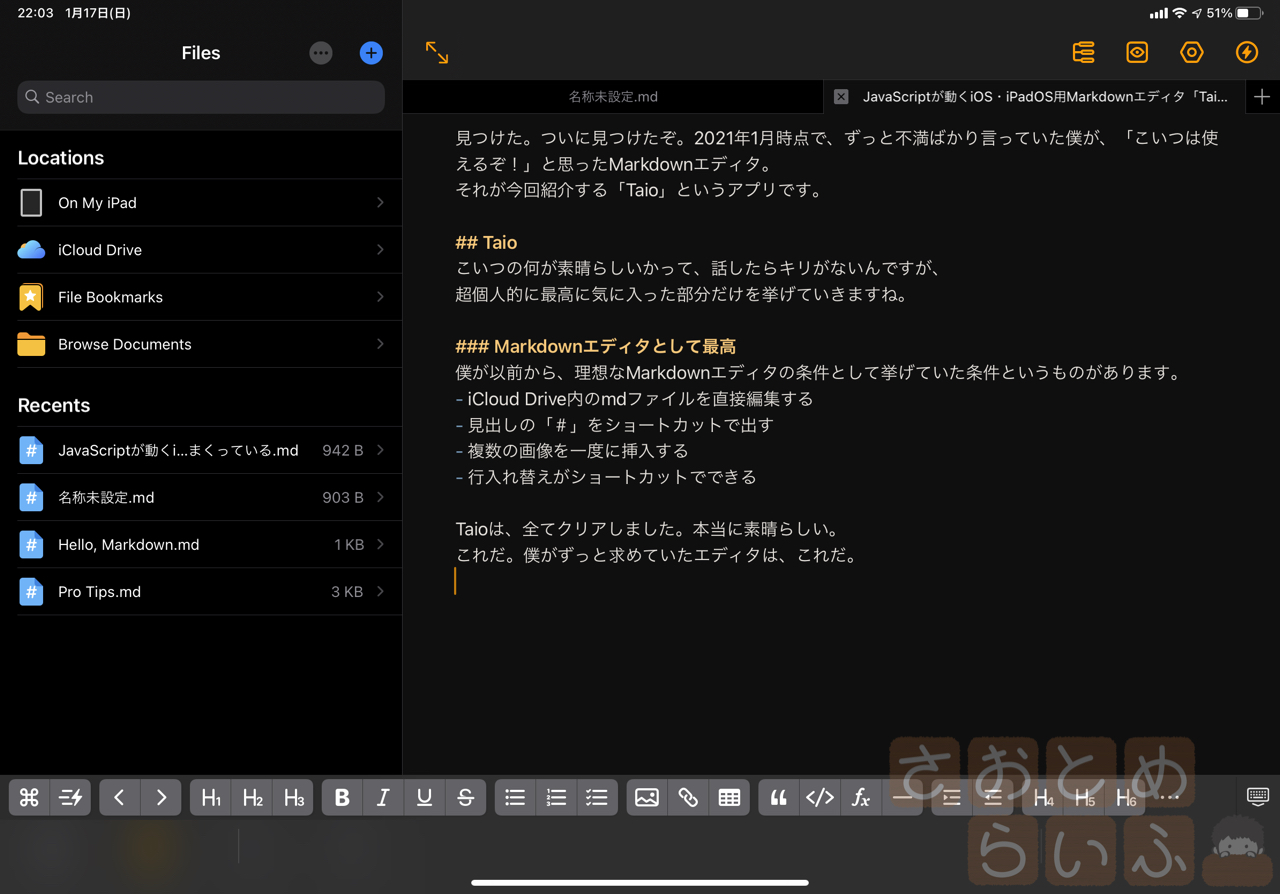 22:03 1月17日(日)
51%
Files
Search
Locations
On My iPad
iCloud Drive
File Bookmarks
Browse Documents
Recents
JavaScriptが動くi...まくっている.md 942 B
名称未設定.md 903 B
Hello, Markdown.md 1 KB
Pro Tips.md 3 KB
名称未設定.md
JavaScriptが動くiOS・iPadOS用Markdownエディタ「Tai...
見つけた。ついに見つけたぞ。2021年1月時点で、ずっと不満ばかり言っていた僕が、「こいつは使
えるぞ！」と思ったMarkdownエディタ。
それが今回紹介する「Taio」というアプリです。
## Taio
こいつの何が素晴らしいかって、話したらキリがないんですが、
超個人的に最高に気に入った部分だけを挙げていきますね。
### Markdownエディタとして最高
僕が以前から、理想なMarkdownエディタの条件として挙げていた条件というものがあります。
- iCloud Drive内のmdファイルを直接編集する
- 見出しの「#」をショートカットで出す
- 複数の画像を一度に挿入する
- 行入れ替えがショートカットでできる
Taioは、全てクリアしました。本当に素晴らしい。
これだ。僕がずっと求めていたエディタは、これだ。
H1 H2 H3 B I U S </> fx H4 H5 H6
さおとめ
らいふ